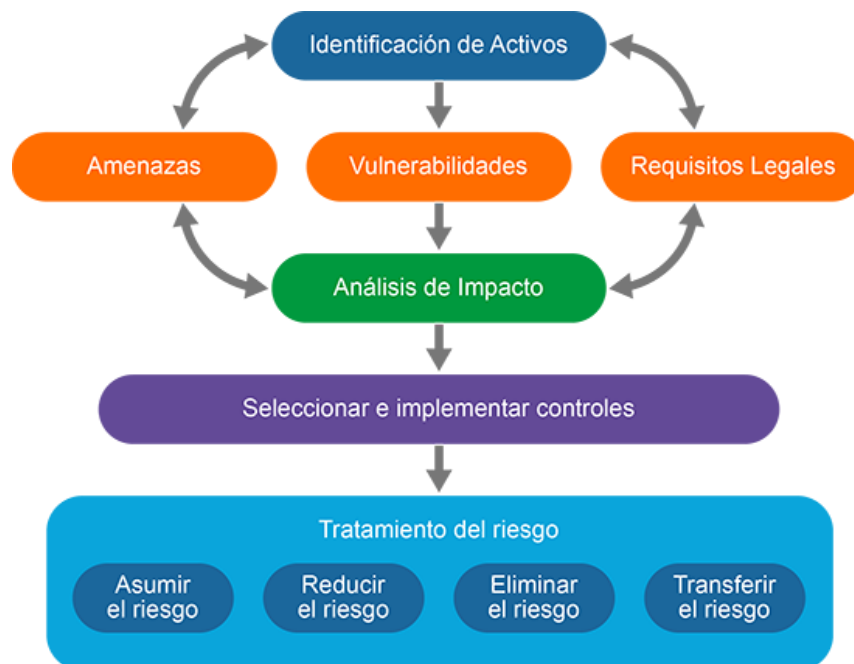 Identificación de Activos
Amenazas
Vulnerabilidades
Requisitos Legales
Análisis de Impacto
Seleccionar e implementar controles
Tratamiento del riesgo
Asumir
el riesgo
Reducir
el riesgo
Eliminar
el riesgo
Transferir
el riesgo